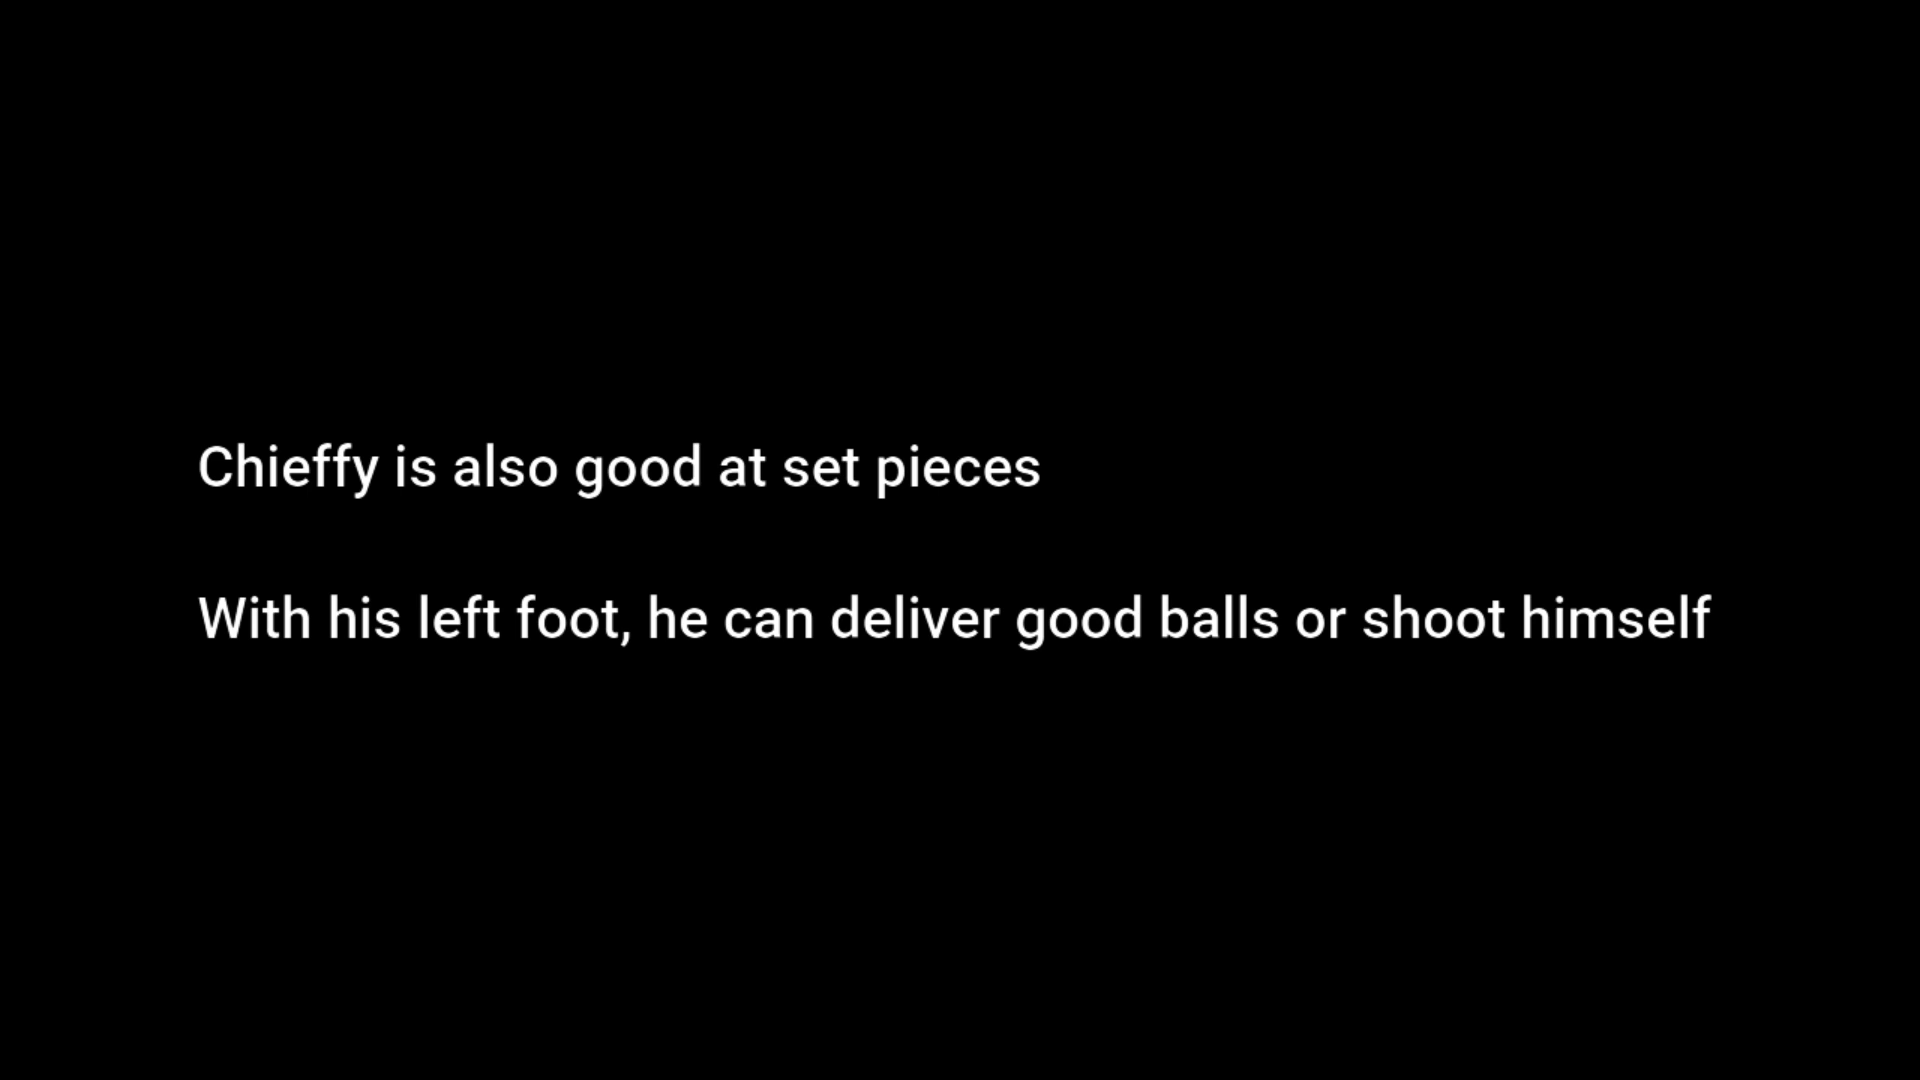 Chieffy is also good at set pieces
With his left foot, he can deliver good balls or shoot himself